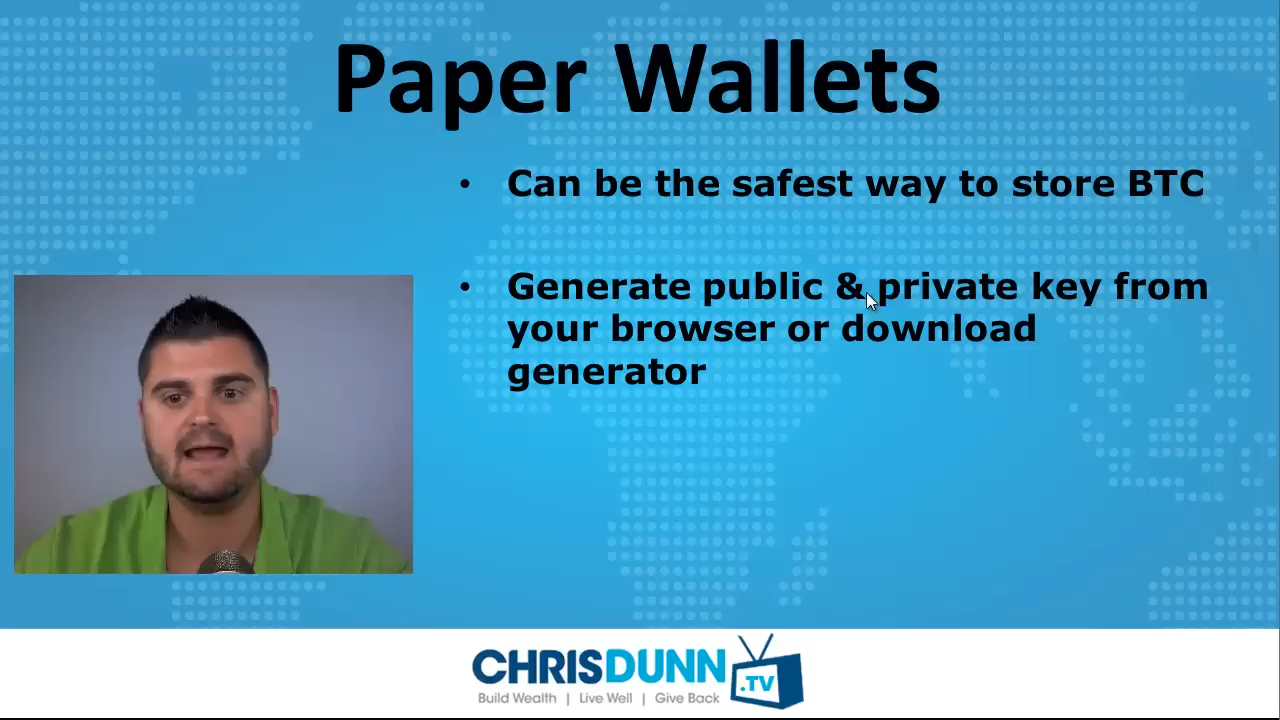 Paper Wallets
• Can be the safest way to store BTC
• Generate public & private key from
your browser or download
generator
CHRISDUNN
.TV
Build Wealth | Live Well | Give Back